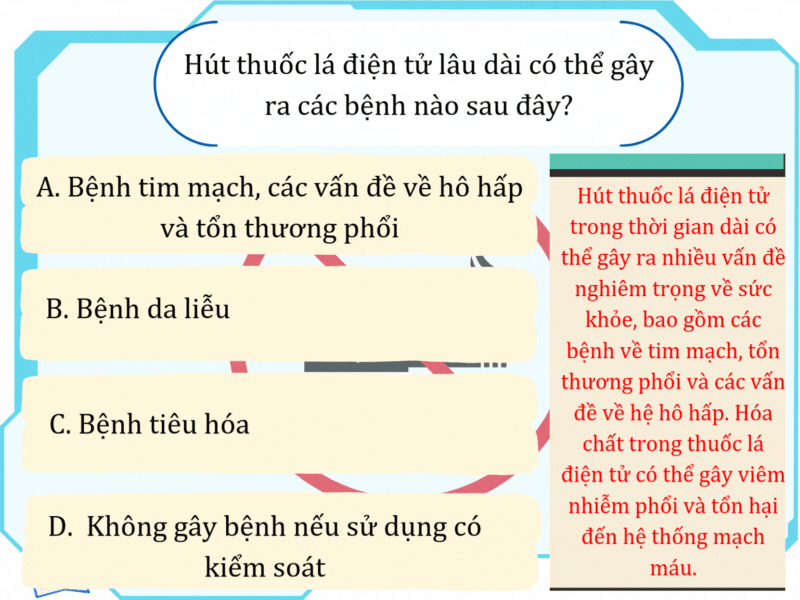 Hút thuốc lá điện tử lâu dài có thể gây
ra các bệnh nào sau đây?
A. Bệnh tim mạch, các vấn đề về hô hấp
và tổn thương phổi
B. Bệnh da liễu
C. Bệnh tiêu hóa
D. Không gây bệnh nếu sử dụng có
kiểm soát
Hút thuốc lá điện tử
trong thời gian dài có
thể gây ra nhiều vấn đề
nghiêm trọng về sức
khỏe, bao gồm các
bệnh về tim mạch, tổn
thương phổi và các vấn
đề về hệ hô hấp. Hóa
chất trong thuốc lá
điện tử có thể gây viêm
nhiễm phổi và tổn hại
đến hệ thống mạch
máu.